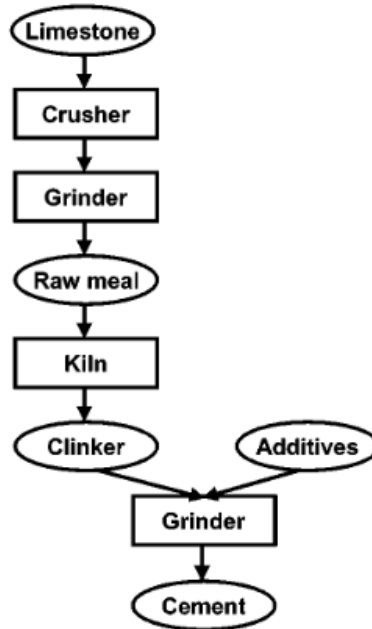 Limestone
Crusher
Grinder
Raw meal
Kiln
Clinker
Additives
Grinder
Cement